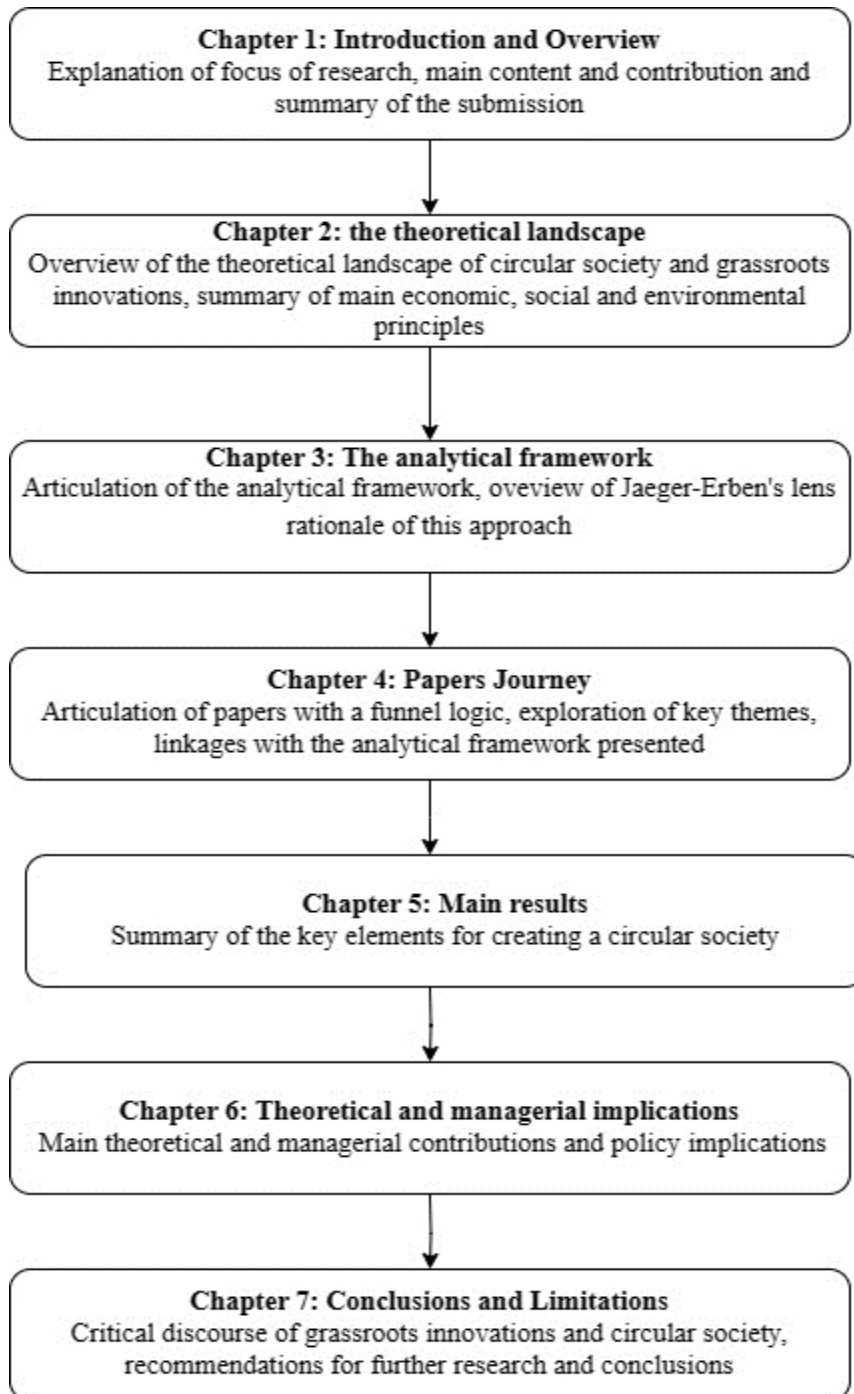 Chapter 1: Introduction and Overview
Explanation of focus of research, main content and contribution and
summary of the submission
Chapter 2: the theoretical landscape
Overview of the theoretical landscape of circular society and grassroots
innovations, summary of main economic, social and environmental
principles
Chapter 3: The analytical framework
Articulation of the analytical framework, oveview of Jaeger-Erben's lens
rationale of this approach
Chapter 4: Papers Journey
Articulation of papers with a funnel logic, exploration of key themes,
linkages with the analytical framework presented
Chapter 5: Main results
Summary of the key elements for creating a circular society
Chapter 6: Theoretical and managerial implications
Main theoretical and managerial contributions and policy implications
Chapter 7: Conclusions and Limitations
Critical discourse of grassroots innovations and circular society,
recommendations for further research and conclusions